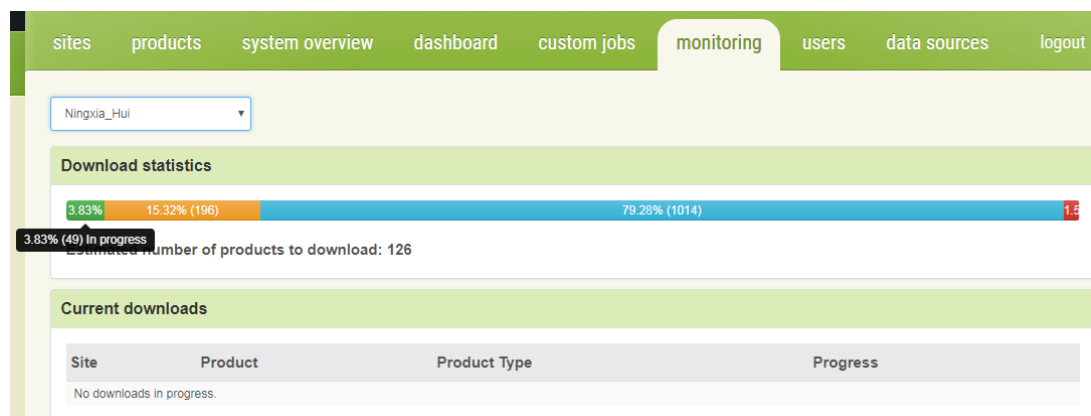 sites products system overview dashboard custom jobs monitoring users data sources logout
Ningxia_Hui
Download statistics
3.83% 15.32% (196) 79.28% (1014) 1.5
3.83% (49) In progress
Estimated number of products to download: 126
Current downloads
Site Product Product Type Progress
No downloads in progress.